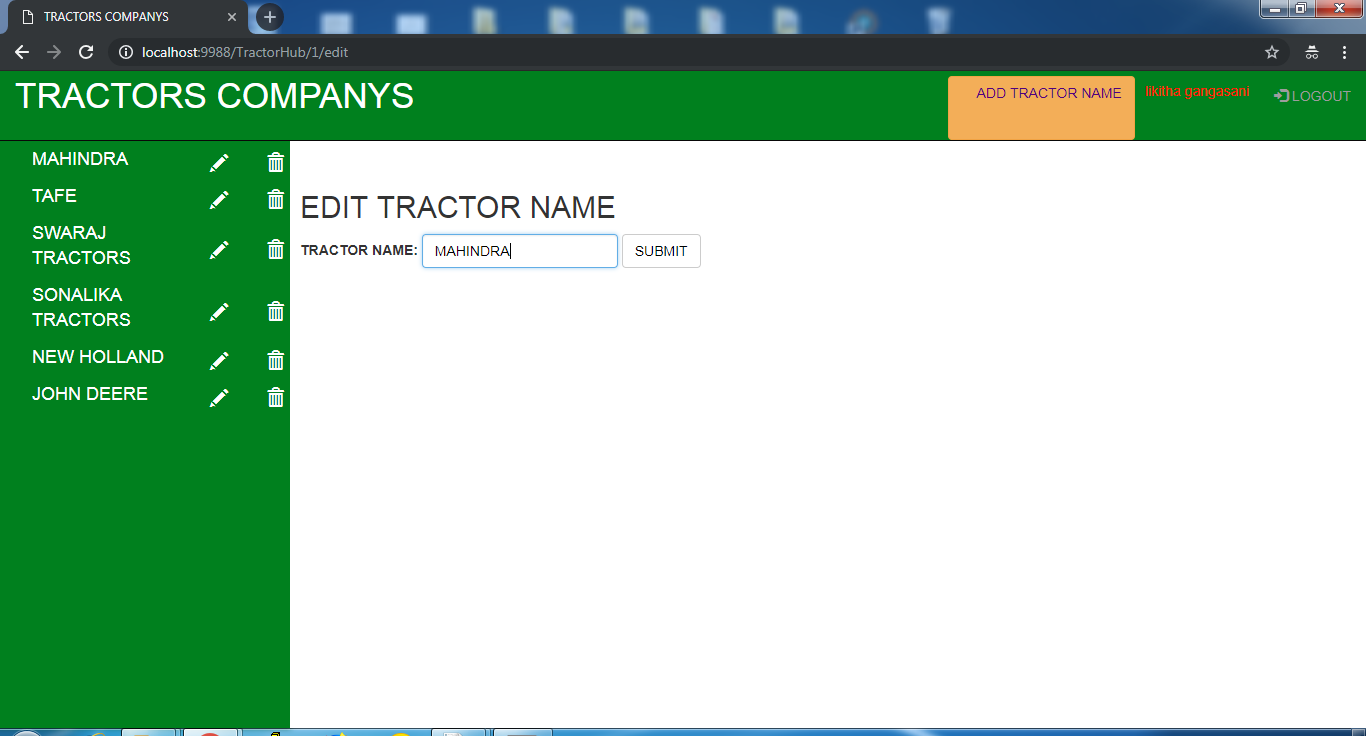 TRACTORS COMPANYS
localhost:9988/TractorHub/1/edit
TRACTORS COMPANYS
ADD TRACTOR NAME
likitha gangasani
LOGOUT
MAHINDRA
TAFE
SWARAJ
TRACTORS
SONALIKA
TRACTORS
NEW HOLLAND
JOHN DEERE
EDIT TRACTOR NAME
TRACTOR NAME: MAHINDRA SUBMIT